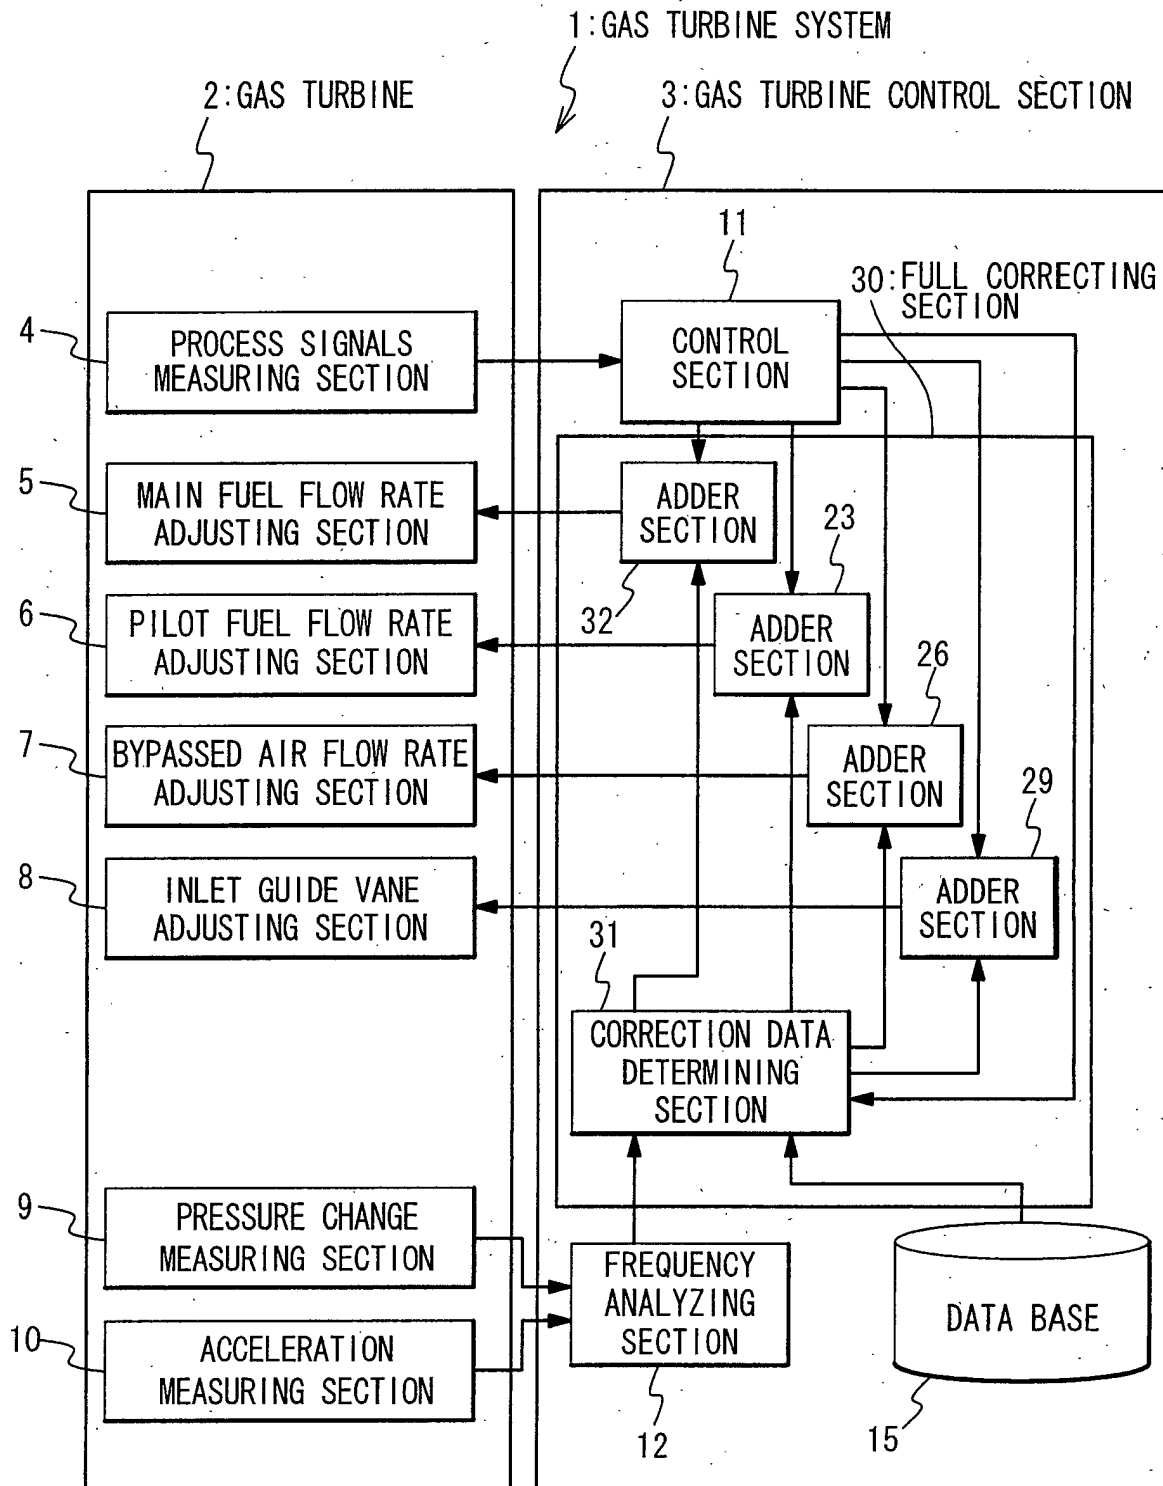 1:GAS TURBINE SYSTEM
2:GAS TURBINE
3:GAS TURBINE CONTROL SECTION
11
30:FULL CORRECTING
SECTION
4
PROCESS SIGNALS
MEASURING SECTION
CONTROL
SECTION
5
MAIN FUEL FLOW RATE
ADJUSTING SECTION
ADDER
SECTION
32
23
6
PILOT FUEL FLOW RATE
ADJUSTING SECTION
ADDER
SECTION
26
7
BYPASSED AIR FLOW RATE
ADJUSTING SECTION
ADDER
SECTION
29
8
INLET GUIDE VANE
ADJUSTING SECTION
ADDER
SECTION
31
CORRECTION DATA
DETERMINING
SECTION
9
PRESSURE CHANGE
MEASURING SECTION
FREQUENCY
ANALYZING
SECTION
12
10
ACCELERATION
MEASURING SECTION
DATA BASE
15